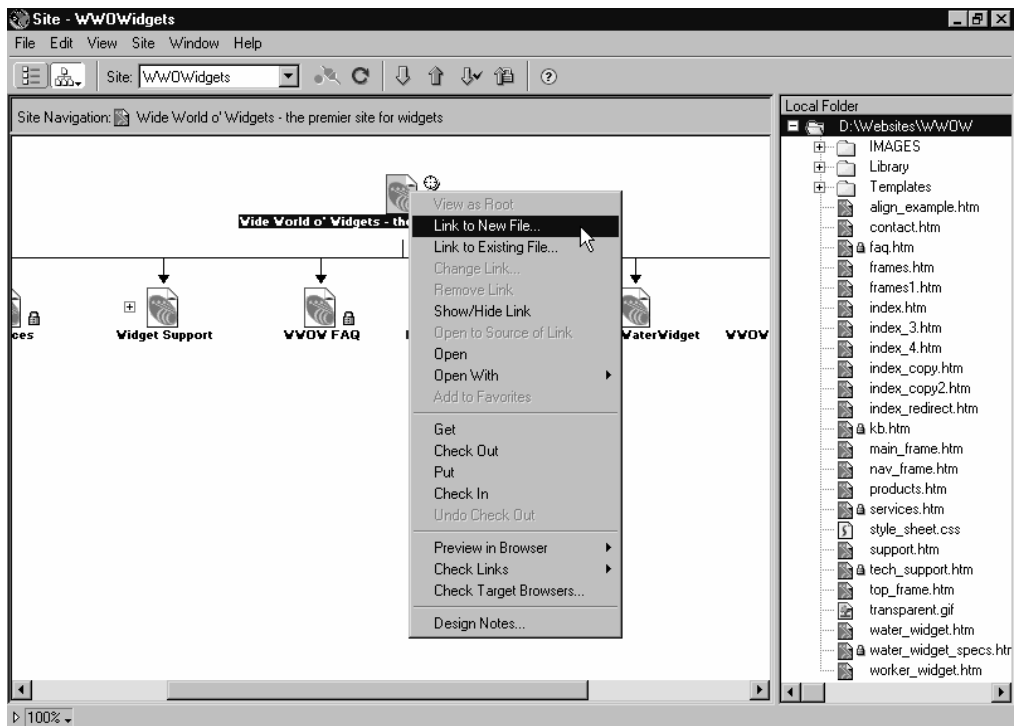 Site - WWOWidgets
File Edit View Site Window Help
Site: WWOWidgets
Site Navigation: Wide World o' Widgets - the premier site for widgets
Wide World o' Widgets - th
ces
Widget Support
WWOW FAQ
WaterWidget
WWOW
View as Root
Link to New File...
Link to Existing File...
Change Link...
Remove Link
Show/Hide Link
Open to Source of Link
Open
Open With
Add to Favorites
Get
Check Out
Put
Check In
Undo Check Out
Preview in Browser
Check Links
Check Target Browsers...
Design Notes...
Local Folder
D:\Websites\WWOW
IMAGES
Library
Templates
align_example.htm
contact.htm
faq.htm
frames.htm
frames1.htm
index.htm
index_3.htm
index_4.htm
index_copy.htm
index_copy2.htm
index_redirect.htm
kb.htm
main_frame.htm
nav_frame.htm
products.htm
services.htm
style_sheet.css
support.htm
tech_support.htm
top_frame.htm
transparent.gif
water_widget.htm
water_widget_specs.htr
worker_widget.htm
100%